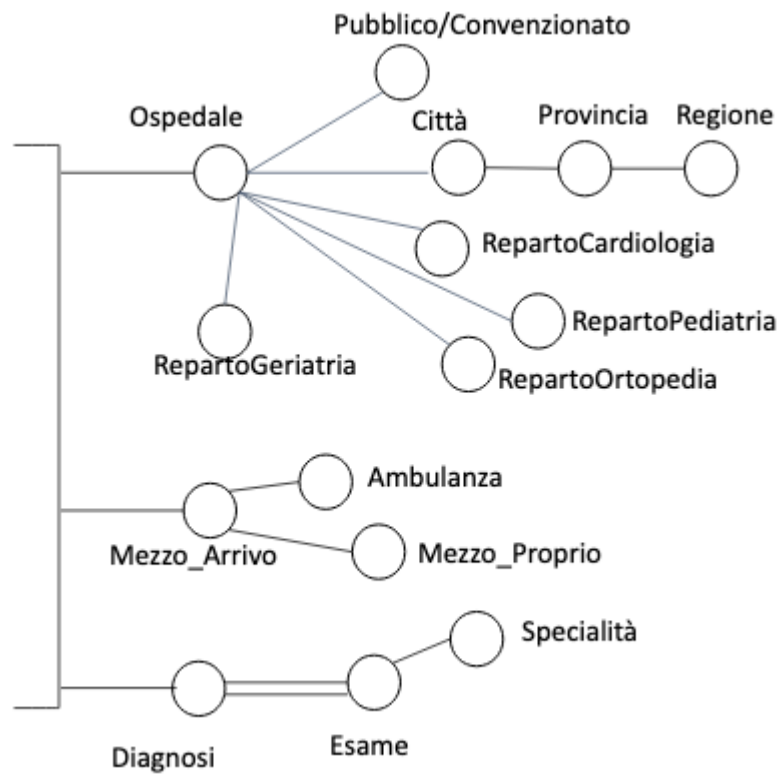 Pubblico/Convenzionato
Ospedale
Città
Provincia
Regione
RepartoCardiologia
RepartoPediatria
RepartoGeriatria
RepartoOrtopedia
Ambulanza
Mezzo_Arrivo
Mezzo_Proprio
Specialità
Diagnosi
Esame